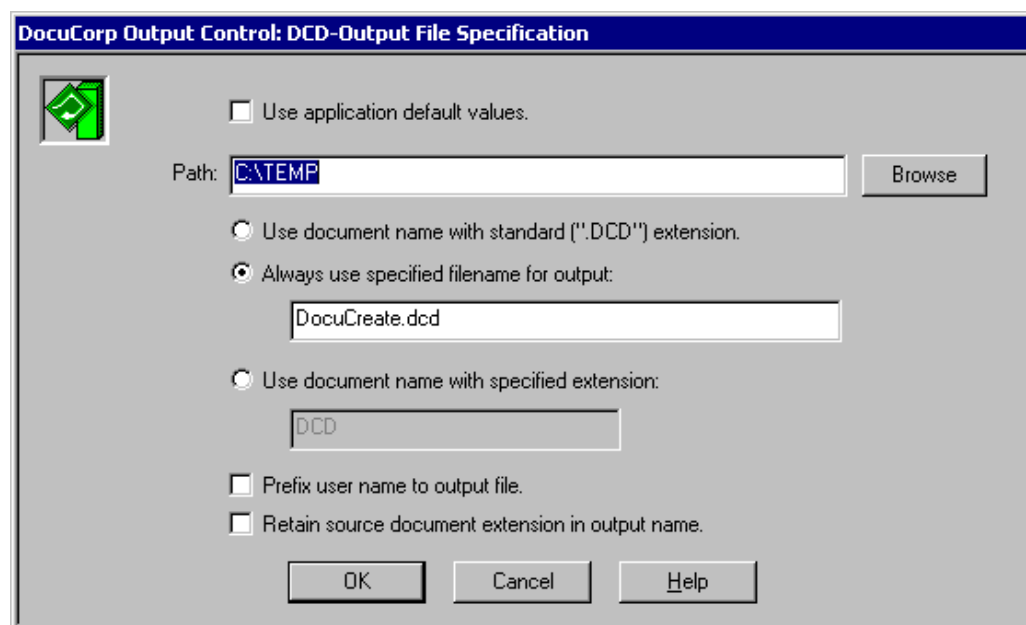 DocuCorp Output Control: DCD-Output File Specification
Use application default values.
Path: C:\TEMP Browse
Use document name with standard (".DCD") extension.
Always use specified filename for output:
DocuCreate.dcd
Use document name with specified extension:
DCD
Prefix user name to output file.
Retain source document extension in output name.
OK Cancel Help